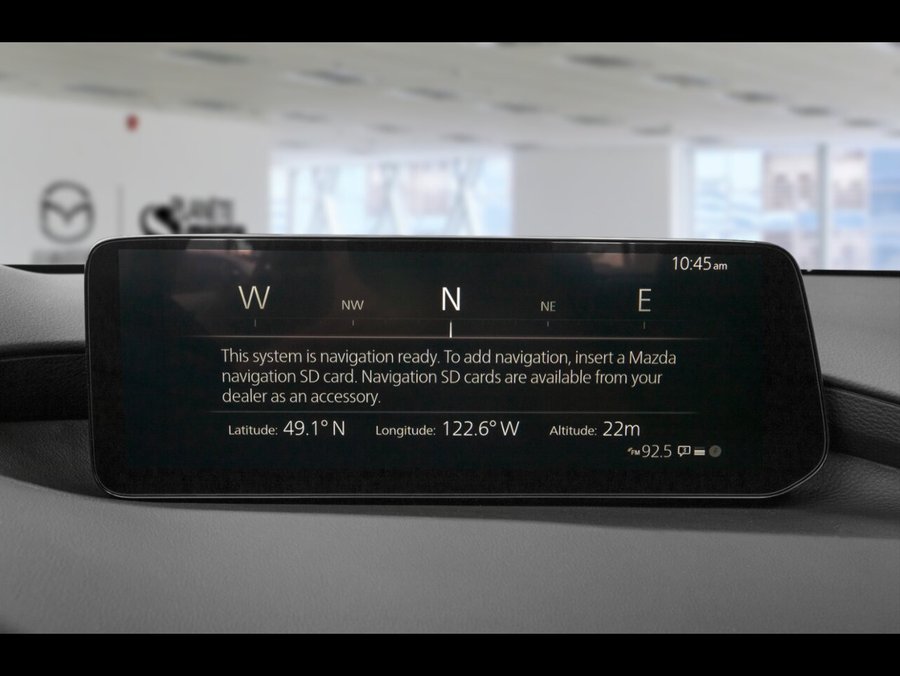 10:45am
W NW N NE E
This system is navigation ready. To add navigation, insert a Mazda
navigation SD card. Navigation SD cards are available from your
dealer as an accessory.
Latitude: 49.1° N Longitude: 122.6° W Altitude: 22m
FM 92.5